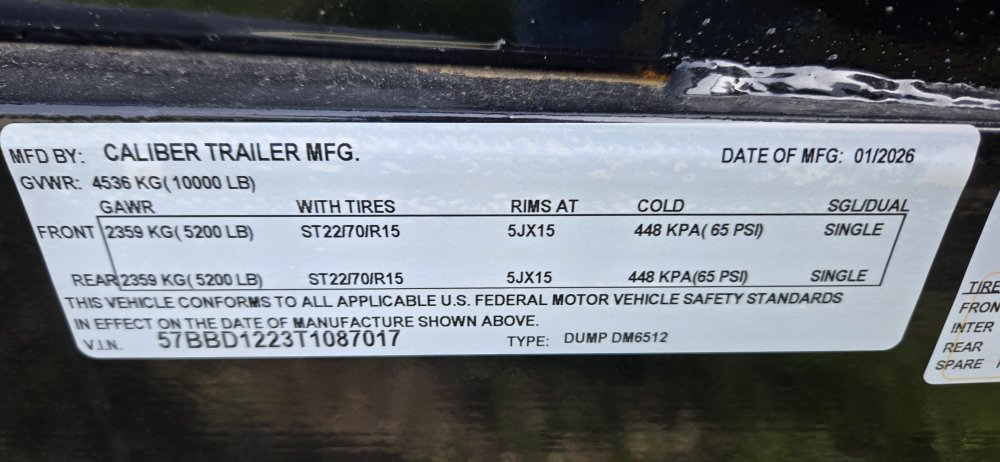 MFD BY: CALIBER TRAILER MFG. DATE OF MFG: 01/2026
GVWR: 4536 KG(10000 LB)
GAWR WITH TIRES RIMS AT COLD SGL/DUAL
FRONT 2359 KG(5200 LB) ST22/70/R15 5JX15 448 KPA(65 PSI) SINGLE
REAR 2359 KG(5200 LB) ST22/70/R15 5JX15 448 KPA(65 PSI) SINGLE
THIS VEHICLE CONFORMS TO ALL APPLICABLE U.S. FEDERAL MOTOR VEHICLE SAFETY STANDARDS
IN EFFECT ON THE DATE OF MANUFACTURE SHOWN ABOVE.
V.I.N. 57BBD1223T1087017 TYPE: DUMP DM6512
TIRE
FRON
INTER
REAR
SPARE